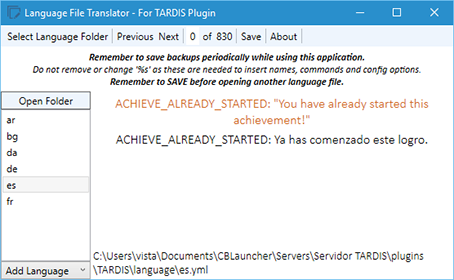 Language File Translator - For TARDIS Plugin
Select Language Folder Previous Next 0 of 830 Save About
Remember to save backups periodically while using this application.
Do not remove or change '%s' as these are needed to insert names, commands and config options.
Remember to SAVE before opening another language file.
Open Folder
ar
bg
da
de
es
fr
Add Language
ACHIEVE_ALREADY_STARTED: "You have already started this
achievement!"
ACHIEVE_ALREADY_STARTED: Ya has comenzado este logro.
C:\Users\vista\Documents\CBLauncher\Servers\Servidor TARDIS\plugins
\TARDIS\language\es.yml